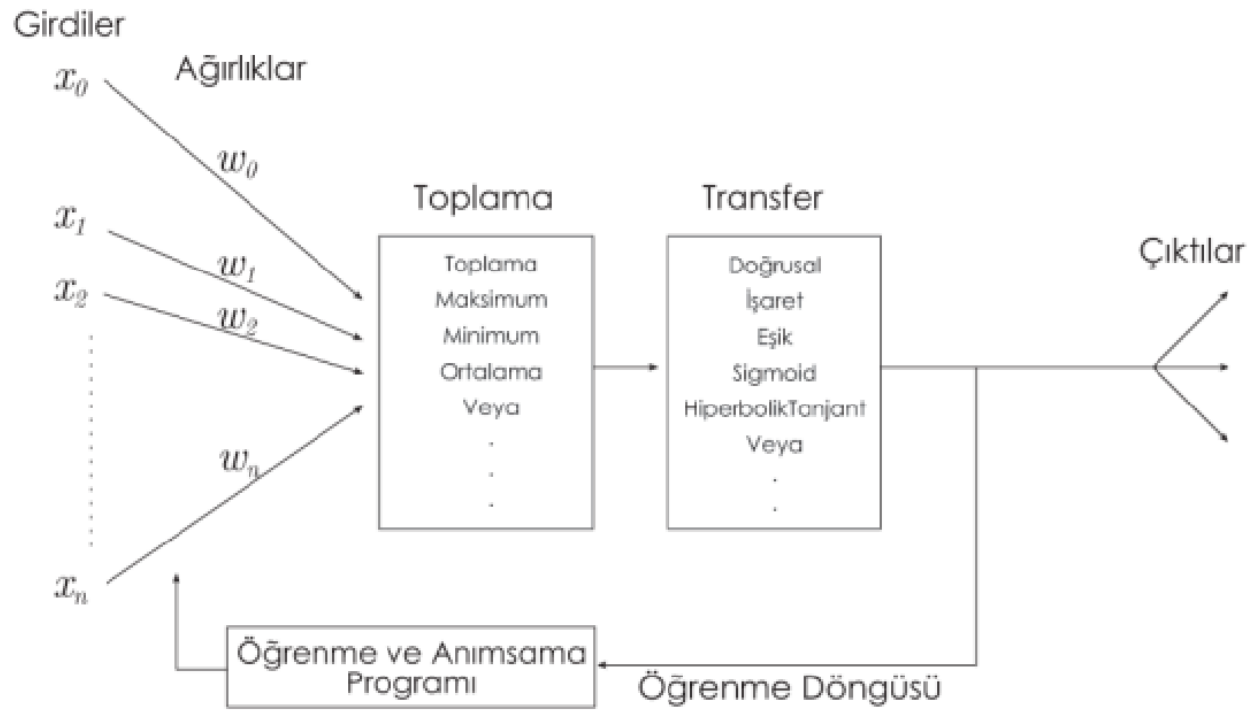 Girdiler
Ağırlıklar
x0
w0
x1
w1
x2
w2
wn
xn
Toplama
Toplama
Maksimum
Minimum
Ortalama
Veya
.
.
.
Transfer
Doğrusal
İşaret
Eşik
Sigmoid
HiperbolikTanjant
Veya
.
.
Çıktılar
Öğrenme ve Anımsama
Programı
Öğrenme Döngüsü